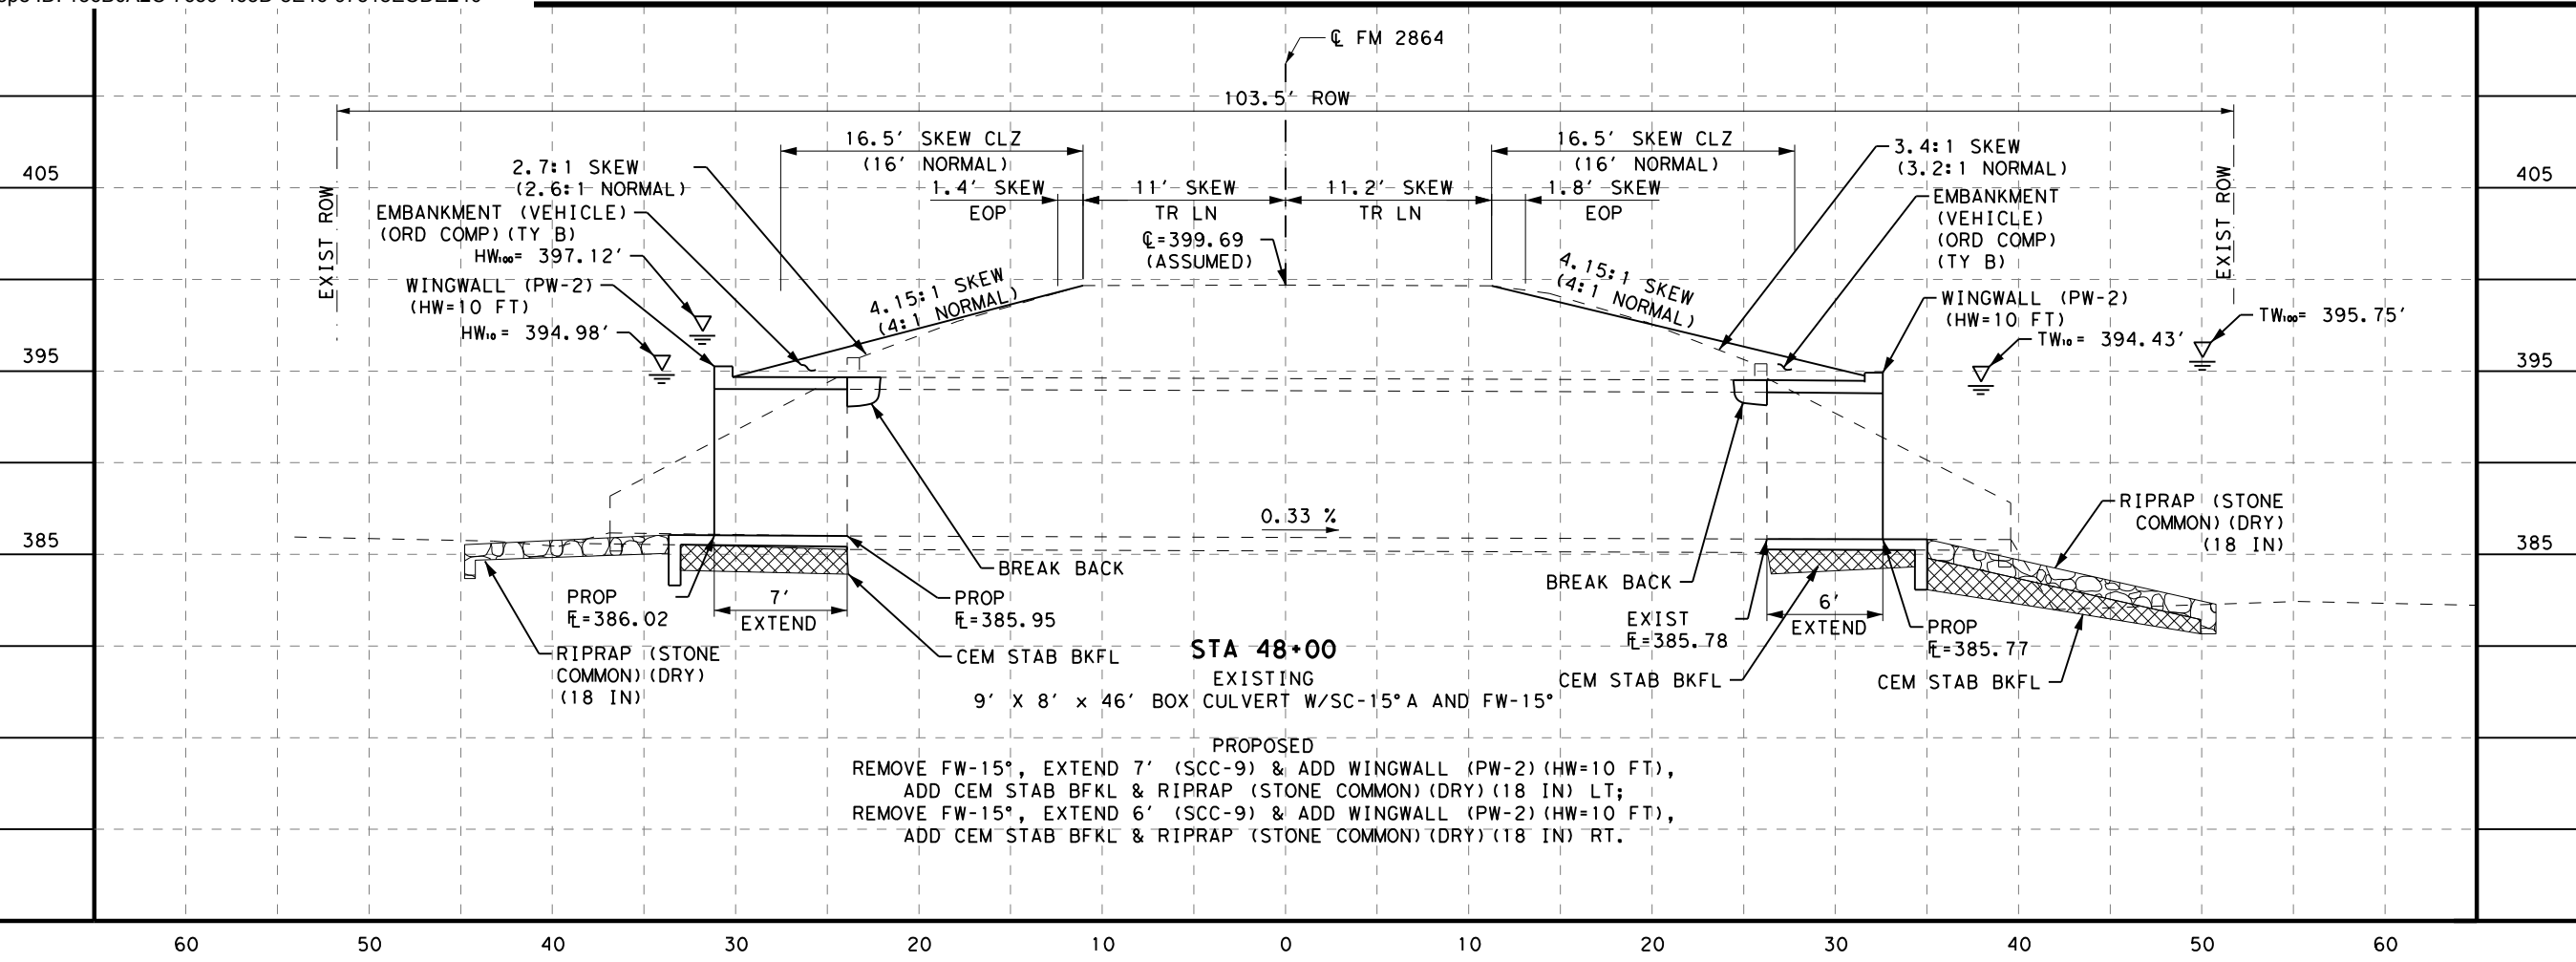 ℄ FM 2864
103.5' ROW
16.5' SKEW CLZ
(16' NORMAL)
16.5' SKEW CLZ
(16' NORMAL)
2.7:1 SKEW
(2.6:1 NORMAL)
3.4:1 SKEW
(3.2:1 NORMAL)
405
405
1.4' SKEW
EOP
11' SKEW
TR LN
11.2' SKEW
TR LN
1.8' SKEW
EOP
EXIST ROW
EXIST ROW
EMBANKMENT (VEHICLE)
(ORD COMP)(TY B)
EMBANKMENT
(VEHICLE)
(ORD COMP)
(TY B)
℄=399.69
(ASSUMED)
HW₁₀₀= 397.12'
4.15:1 SKEW
(4:1 NORMAL)
4.15:1 SKEW
(4:1 NORMAL)
WINGWALL (PW-2)
(HW=10 FT)
WINGWALL (PW-2)
(HW=10 FT)
HW₁₀= 394.98'
TW₁₀₀= 395.75'
TW₁₀= 394.43'
395
395
RIPRAP (STONE
COMMON)(DRY)
(18 IN)
0.33 %
385
385
BREAK BACK
BREAK BACK
PROP
FL=386.02
7'
EXTEND
PROP
FL=385.95
EXIST
FL=385.78
6'
EXTEND
PROP
FL=385.77
RIPRAP (STONE
COMMON)(DRY)
(18 IN)
CEM STAB BKFL
CEM STAB BKFL
CEM STAB BKFL
STA 48+00
EXISTING
9' X 8' x 46' BOX CULVERT W/SC-15°A AND FW-15°
PROPOSED
REMOVE FW-15°, EXTEND 7' (SCC-9) & ADD WINGWALL (PW-2)(HW=10 FT),
ADD CEM STAB BFKL & RIPRAP (STONE COMMON)(DRY)(18 IN) LT;
REMOVE FW-15°, EXTEND 6' (SCC-9) & ADD WINGWALL (PW-2)(HW=10 FT),
ADD CEM STAB BFKL & RIPRAP (STONE COMMON)(DRY)(18 IN) RT.
60 50 40 30 20 10 0 10 20 30 40 50 60